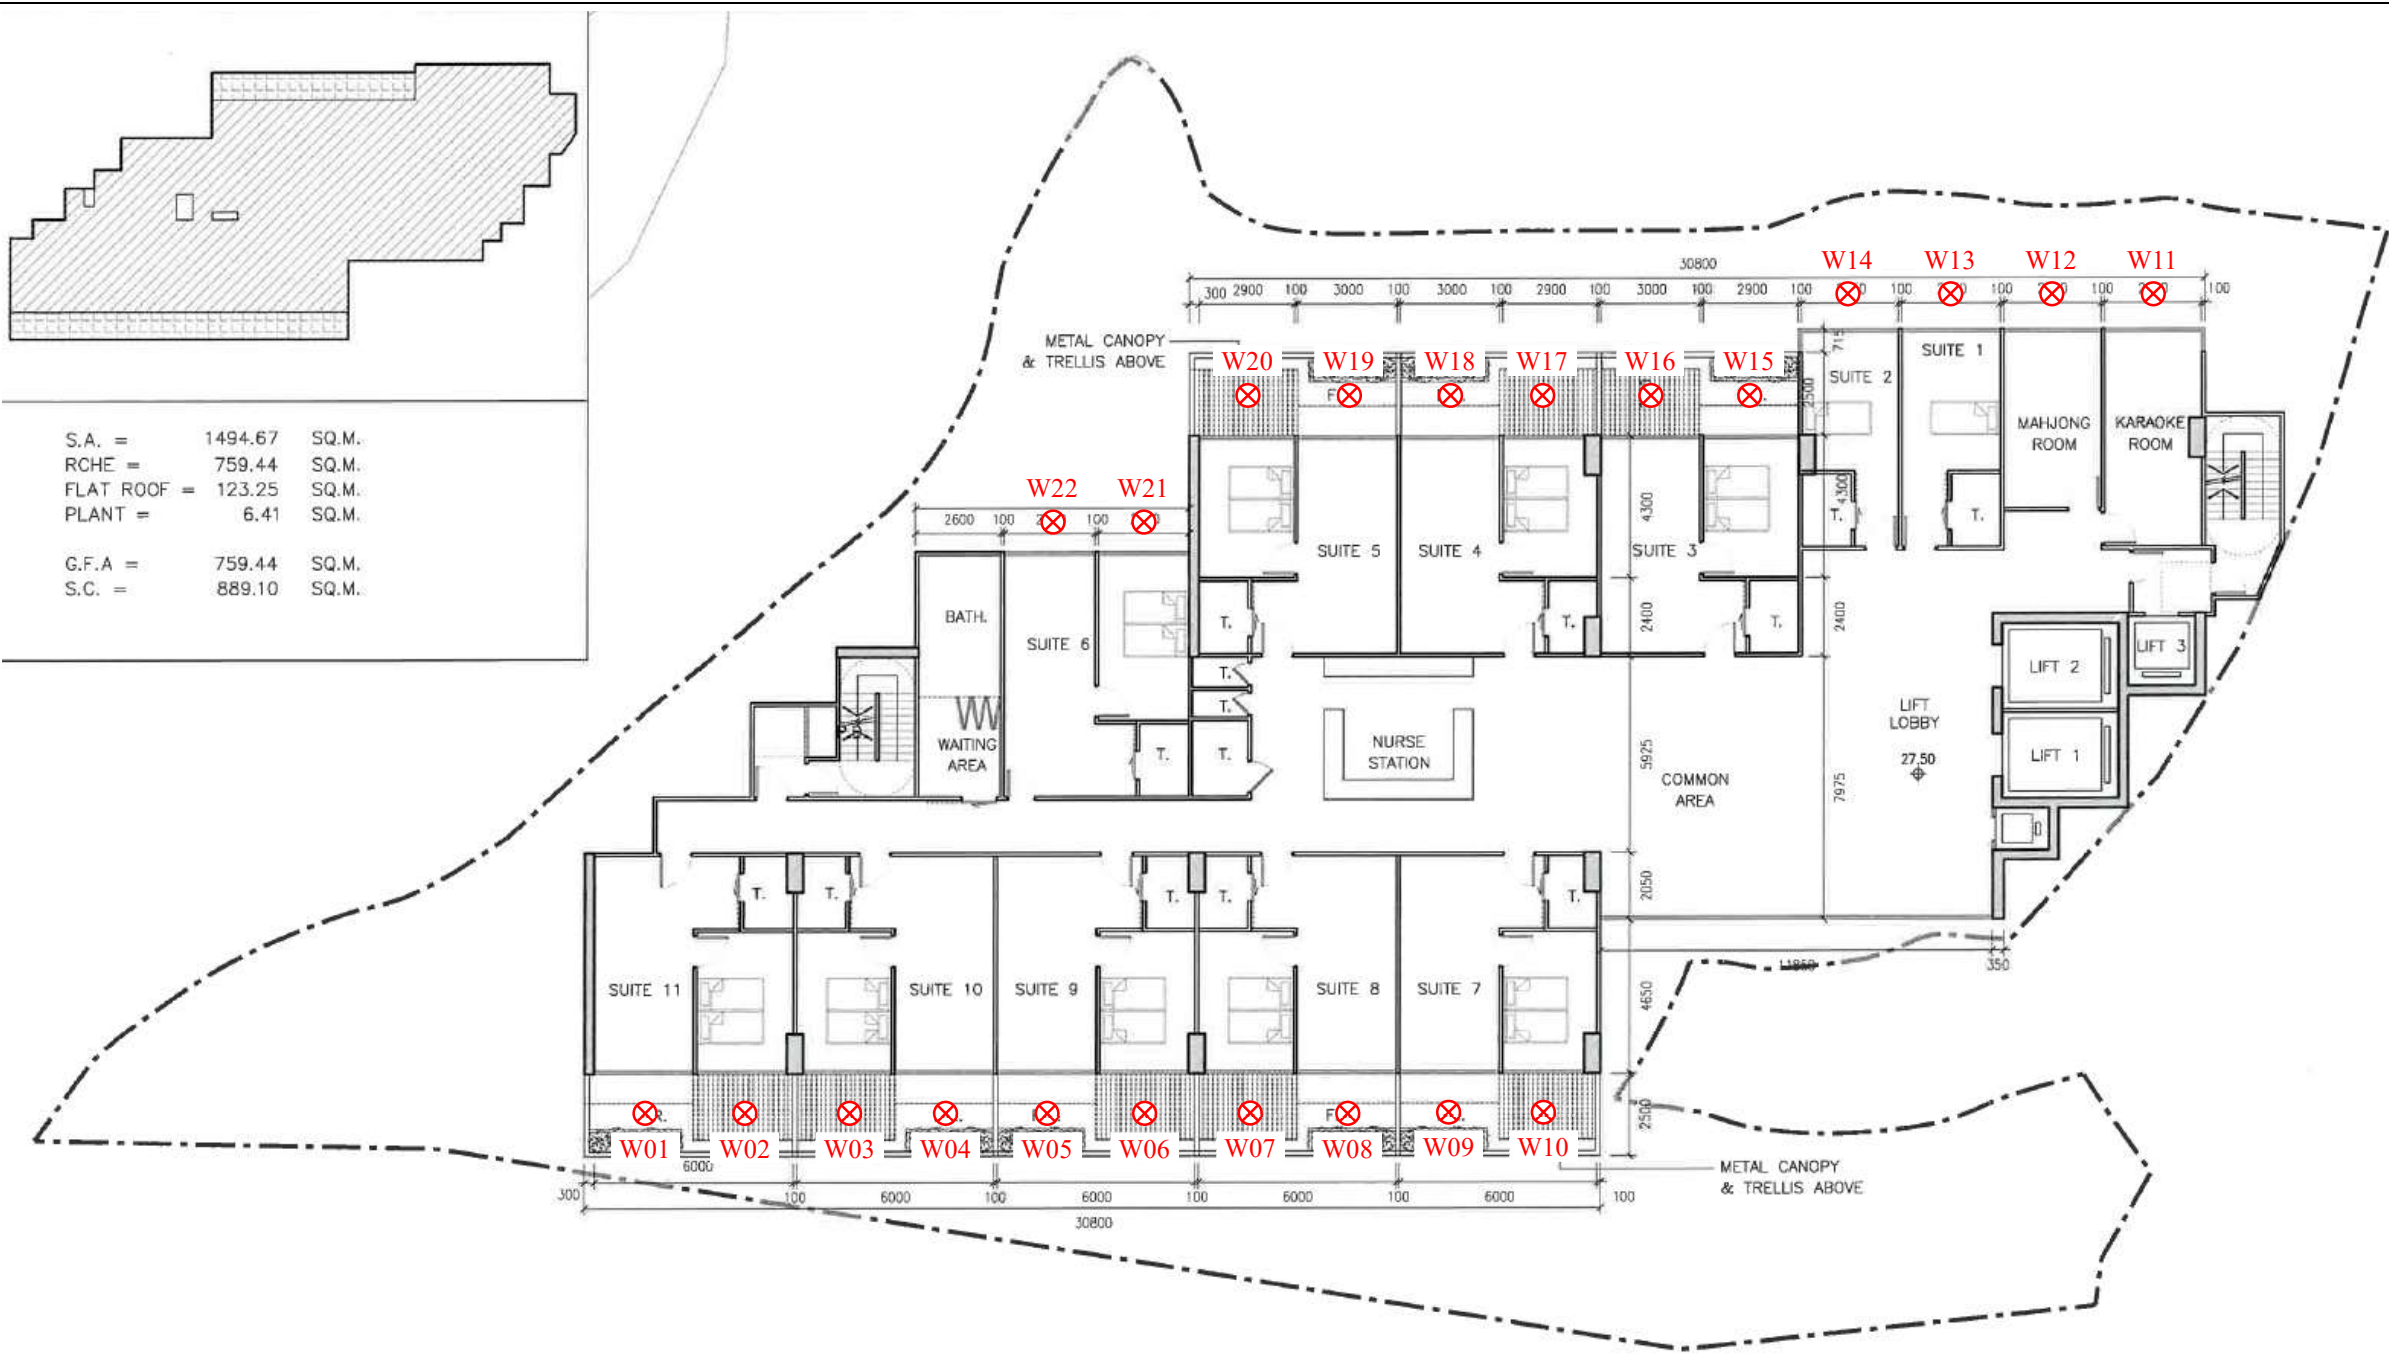 S.A. = 1494.67 SQ.M.
RCHE = 759.44 SQ.M.
FLAT ROOF = 123.25 SQ.M.
PLANT = 6.41 SQ.M.
G.F.A = 759.44 SQ.M.
S.C. = 889.10 SQ.M.
W14 W13 W12 W11
30800
300 2900 100 3000 100 3000 100 2900 100 3000 100 2900 100 100 100 100 100
METAL CANOPY
& TRELLIS ABOVE
W20 W19 W18 W17 W16 W15
715
2500
SUITE 1
SUITE 2
MAHJONG
ROOM
KARAOKE
ROOM
W22 W21
2600 100 100
4300
4300
T.
T.
SUITE 5
SUITE 4
SUITE 3
BATH.
SUITE 6
T.
T.
T.
2400
2400
LIFT 3
LIFT 2
T.
T.
LIFT
LOBBY
27.50
WAITING
AREA
T.
T.
NURSE
STATION
5925
COMMON
AREA
7975
LIFT 1
T.
T.
T.
T.
T.
2050
11850
350
SUITE 11
SUITE 10
SUITE 9
SUITE 8
SUITE 7
4650
2500
W01 W02 W03 W04 W05 W06 W07 W08 W09 W10
METAL CANOPY
& TRELLIS ABOVE
6000
300 100 6000 100 6000 100 6000 100 6000 100
30800